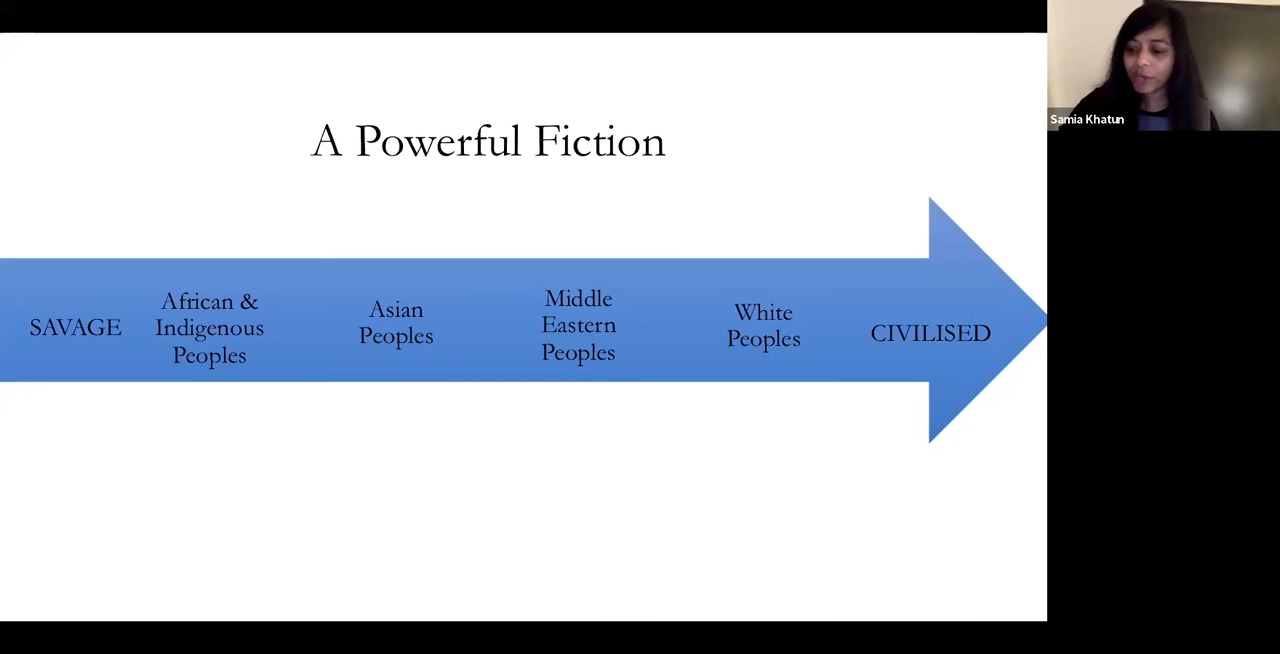 A Powerful Fiction
SAVAGE
African &
Indigenous
Peoples
Asian
Peoples
Middle
Eastern
Peoples
White
Peoples
CIVILISED
Samia Khatun